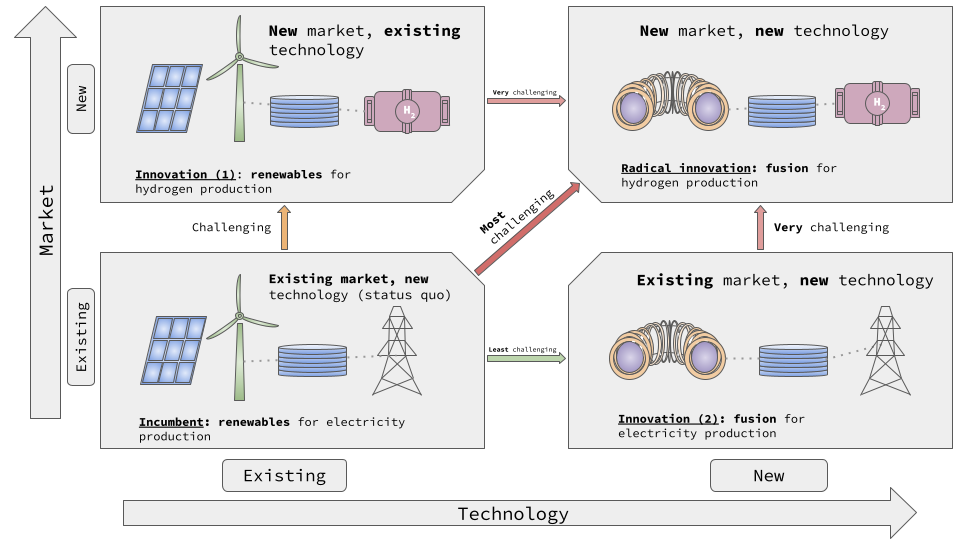 New market, existing
technology
New market, new technology
New
H2
H2
Very challenging
Innovation (1): renewables for
hydrogen production
Radical innovation: fusion for
hydrogen production
Market
Challenging
Most
challenging
Very challenging
Existing market, new
technology (status quo)
Existing market, new technology
Existing
Least challenging
Incumbent: renewables for electricity
production
Innovation (2): fusion for
electricity production
Existing
New
Technology